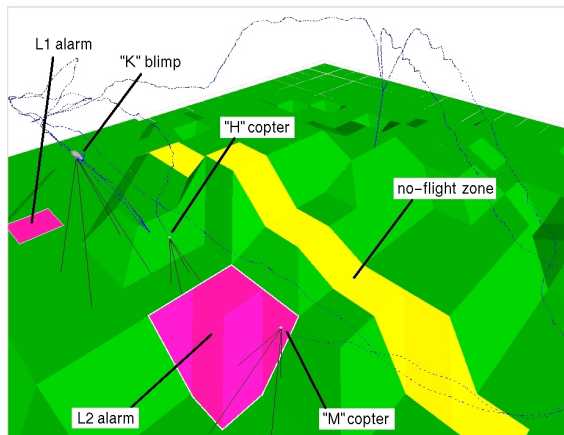 L1 alarm
"K" blimp
"H" copter
no-flight zone
L2 alarm
"M" copter